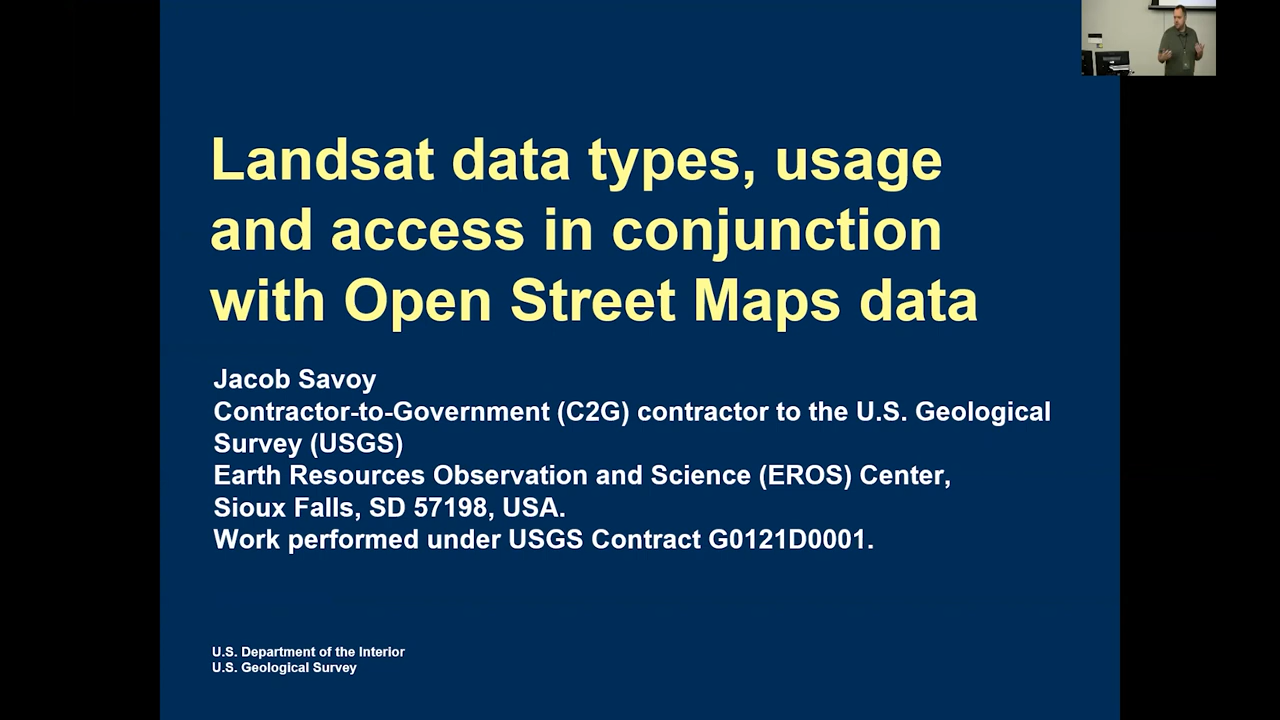 Landsat data types, usage
and access in conjunction
with Open Street Maps data
Jacob Savoy
Contractor-to-Government (C2G) contractor to the U.S. Geological
Survey (USGS)
Earth Resources Observation and Science (EROS) Center,
Sioux Falls, SD 57198, USA.
Work performed under USGS Contract G0121D0001.
U.S. Department of the Interior
U.S. Geological Survey